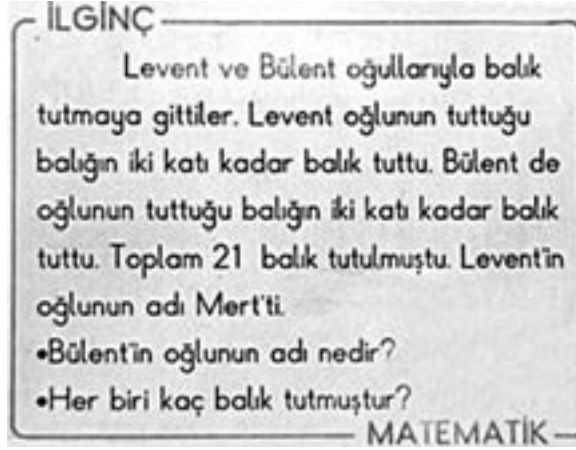 İLGİNÇ
Levent ve Bülent oğullarıyla balık
tutmaya gittiler. Levent oğlunun tuttuğu
balığın iki katı kadar balık tuttu. Bülent de
oğlunun tuttuğu balığın iki katı kadar balık
tuttu. Toplam 21 balık tutulmuştu. Levent'in
oğlunun adı Mert'ti.
•Bülent'in oğlunun adı nedir?
•Her biri kaç balık tutmuştur?
MATEMATİK